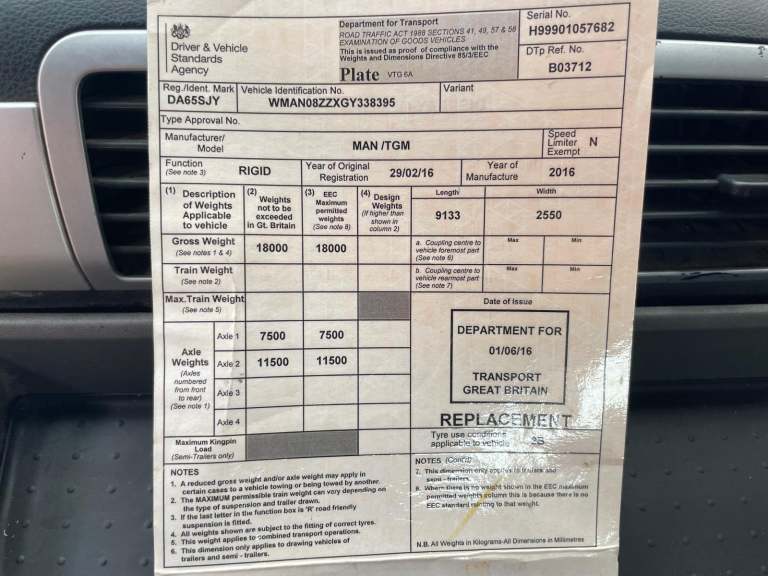 Driver & Vehicle
Standards
Agency
Department for Transport
ROAD TRAFFIC ACT 1988 SECTIONS 41, 49, 57 & 58
EXAMINATION OF GOODS VEHICLES
This is issued as proof of compliance with the
Weights and Dimensions Directive 85/3/EEC
Plate VTG 6A
Serial No.
H99901057682
DTp Ref. No.
B03712
Reg./Ident. Mark
DA65SJY
Vehicle Identification No.
WMAN08ZZXGY338395
Variant
Type Approval No.
Manufacturer/
Model
MAN /TGM
Speed
Limiter
Exempt
N
Function
(See note 3)
RIGID
Year of Original
Registration
29/02/16
Year of
Manufacture
2016
(1) Description
of Weights
Applicable
to vehicle
(2) Weights
not to be
exceeded
in Gt. Britain
(3) EEC
Maximum
permitted
weights
(See note 8)
(4) Design
Weights
(If higher than
shown in
column 2)
Length
9133
Width
2550
Gross Weight
(See notes 1 & 4)
18000
18000
a. Coupling centre to
vehicle foremost part
(See note 6)
Max
Min
Train Weight
(See note 2)
b. Coupling centre to
vehicle rearmost part
(See note 7)
Max
Min
Max.Train Weight
(See note 5)
Date of Issue
Axle
Weights
(Axles
numbered
from front
to rear)
(See note 1)
Axle 1
7500
7500
Axle 2
11500
11500
Axle 3
Axle 4
DEPARTMENT FOR
01/06/16
TRANSPORT
GREAT BRITAIN
REPLACEMENT
Maximum Kingpin
Load
(Semi-Trailers only)
Tyre use conditions
applicable to vehicle
NOTES
1. A reduced gross weight and/or axle weight may apply in
certain cases to a vehicle towing or being towed by another.
2. The MAXIMUM permissible train weight can vary depending on
the type of suspension and trailer drawn.
3. If the last letter in the function box is 'R' road friendly
suspension is fitted.
4. All weights shown are subject to the fitting of correct tyres.
5. This weight applies to combined transport operations.
6. This dimension only applies to drawing vehicles of
trailers and semi - trailers.
NOTES (Cont'd)
7. This dimension only applies to trailers and
semi - trailers.
8. Where there is no weight shown in the EEC maximum
permitted weights column this is because there is no
EEC standard relating to that weight.
N.B. All Weights in Kilograms-All Dimensions in Millimetres